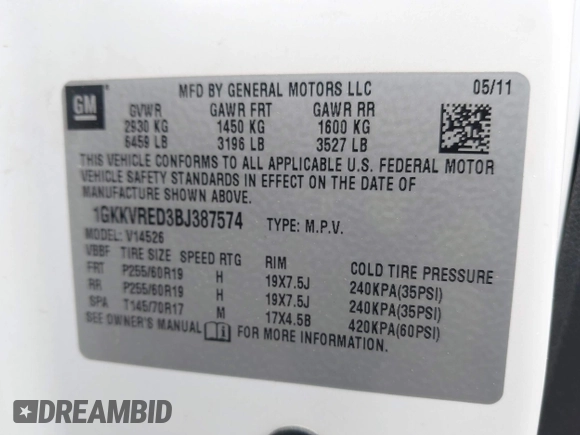 GM
MFD BY GENERAL MOTORS LLC 05/11
GVWR GAWR FRT GAWR RR
2930 KG 1450 KG 1600 KG
6459 LB 3196 LB 3527 LB
THIS VEHICLE CONFORMS TO ALL APPLICABLE U.S. FEDERAL MOTOR
VEHICLE SAFETY STANDARDS IN EFFECT ON THE DATE OF
MANUFACTURE SHOWN ABOVE.
1GKKVRED3BJ387574 TYPE: M.P.V.
MODEL: V14526
VBBF TIRE SIZE SPEED RTG RIM COLD TIRE PRESSURE
FRT P255/60R19 H 19X7.5J 240KPA(35PSI)
RR P255/60R19 H 19X7.5J 240KPA(35PSI)
SPA T145/70R17 M 17X4.5B 420KPA(60PSI)
SEE OWNER'S MANUAL FOR MORE INFORMATION.
DREAMBID